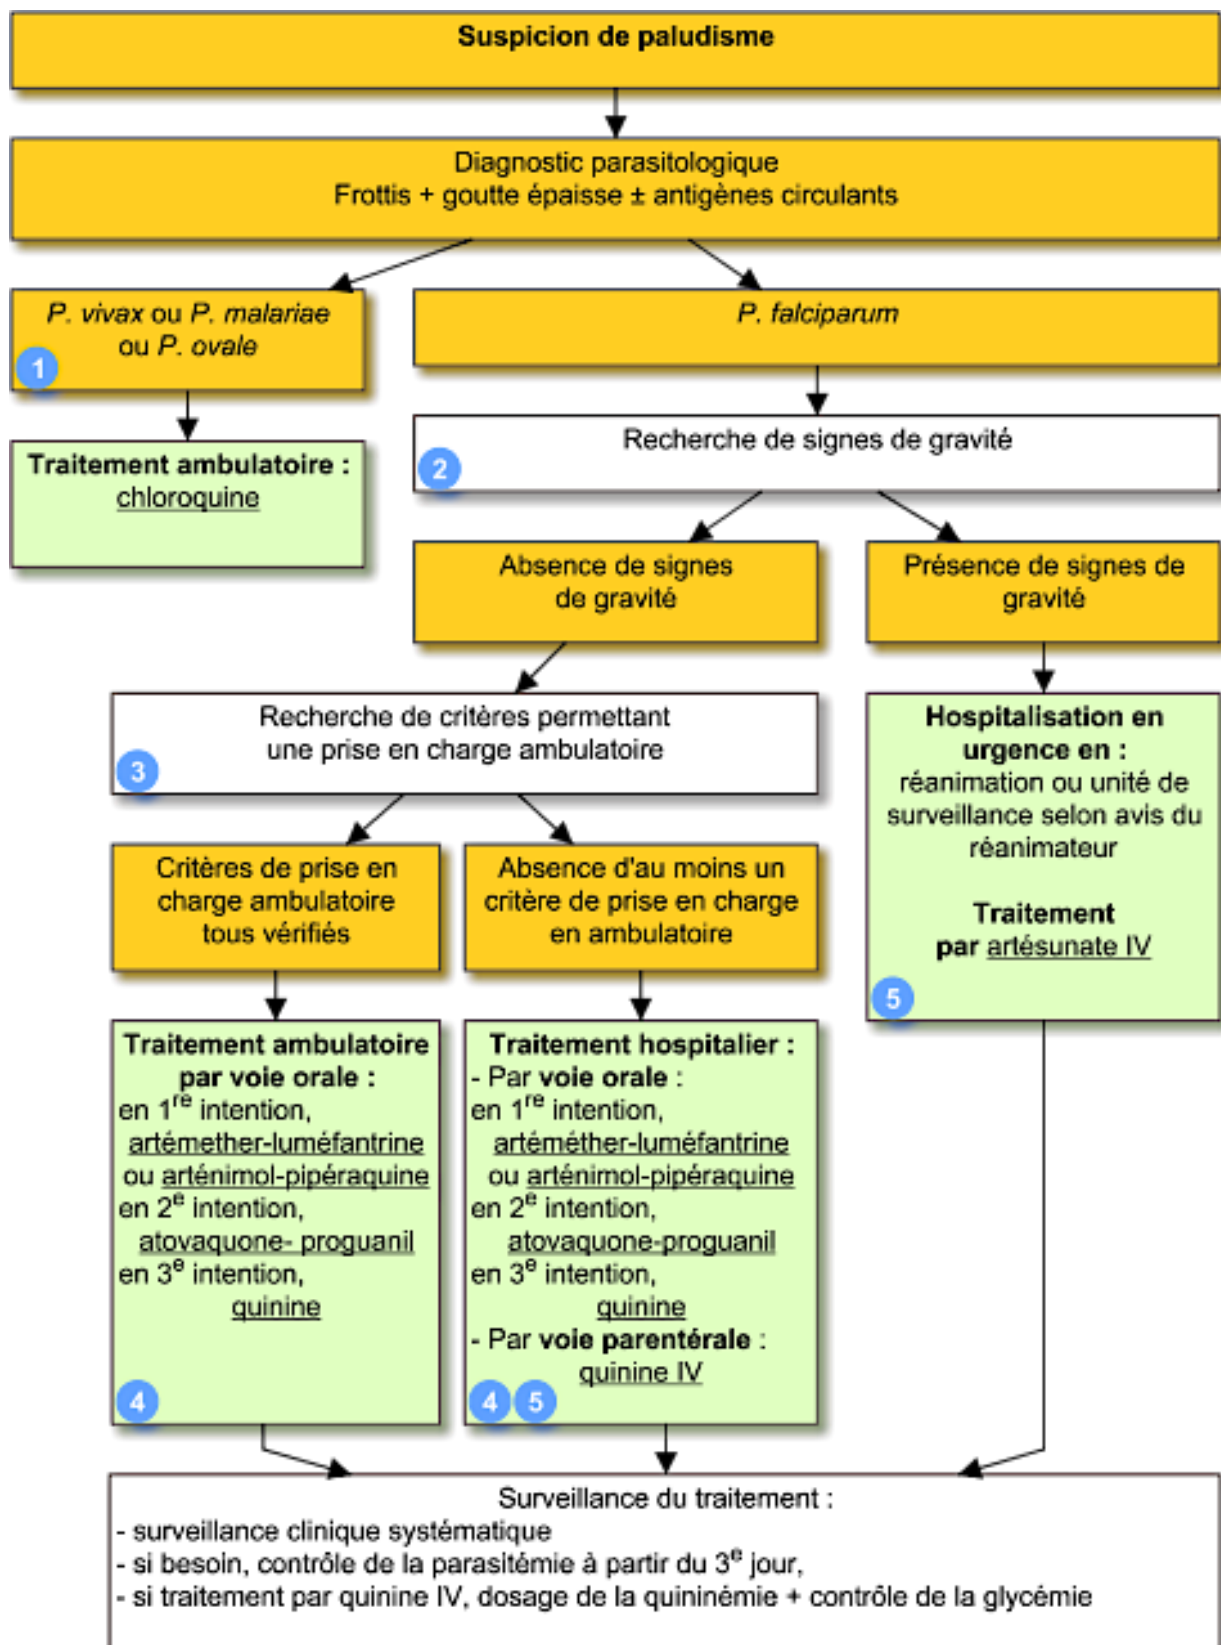 Suspicion de paludisme
Diagnostic parasitologique
Frottis + goutte épaisse ± antigènes circulants
P. vivax ou P. malariae
ou P. ovale
1
P. falciparum
Traitement ambulatoire :
chloroquine
Recherche de signes de gravité
2
Absence de signes
de gravité
Présence de signes de
gravité
Recherche de critères permettant
une prise en charge ambulatoire
3
Hospitalisation en
urgence en :
réanimation ou unité de
surveillance selon avis du
réanimateur
Traitement
par artésunate IV
5
Critères de prise en
charge ambulatoire
tous vérifiés
Absence d'au moins un
critère de prise en charge
en ambulatoire
Traitement ambulatoire
par voie orale :
en 1re intention,
artémether-luméfantrine
ou arténimol-pipéraquine
en 2e intention,
atovaquone- proguanil
en 3e intention,
quinine
4
Traitement hospitalier :
- Par voie orale :
en 1re intention,
artéméther-luméfantrine
ou arténimol-pipéraquine
en 2e intention,
atovaquone-proguanil
en 3e intention,
quinine
- Par voie parentérale :
quinine IV
4 5
Surveillance du traitement :
- surveillance clinique systématique
- si besoin, contrôle de la parasitémie à partir du 3e jour,
- si traitement par quinine IV, dosage de la quininémie + contrôle de la glycémie